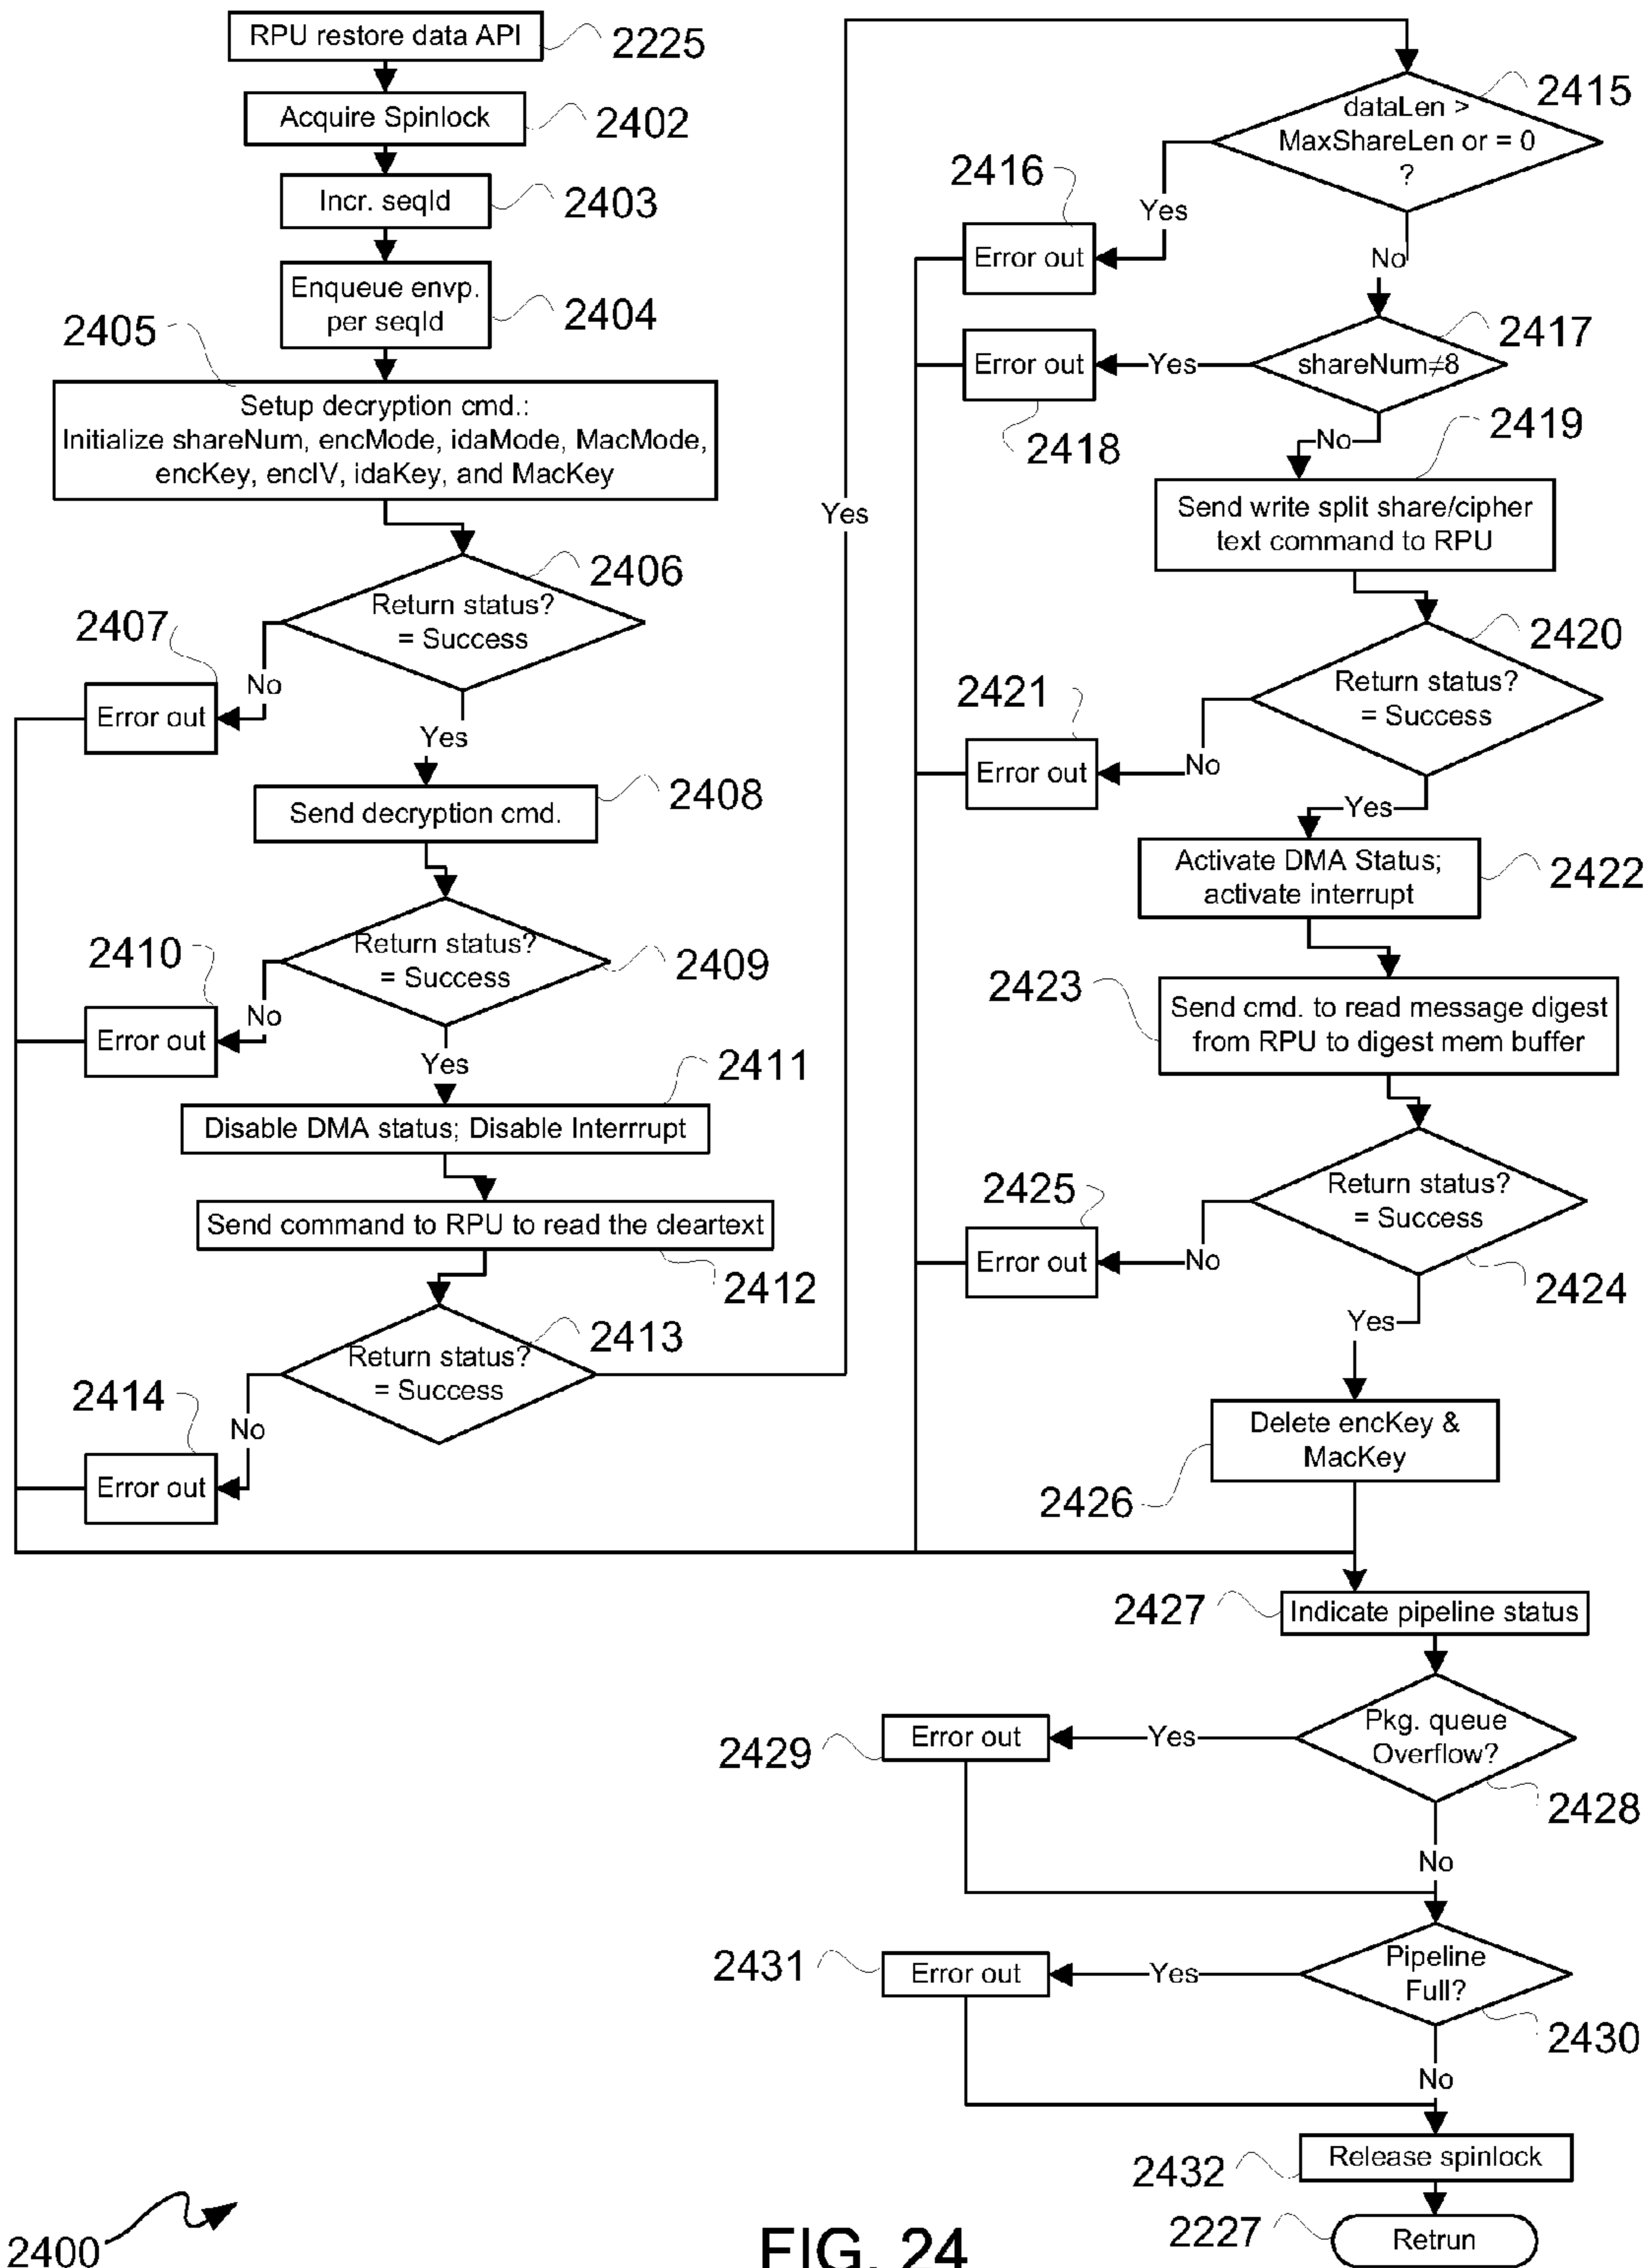 RPU restore data API
2225
Acquire Spinlock
2402
Incr. seqId
2403
Enqueue envp.
per seqId
2404
2405
Setup decryption cmd.:
Initialize shareNum, encMode, idaMode, MacMode,
encKey, encIV, idaKey, and MacKey
2406
Return status?
= Success
2407
No
Error out
Yes
Send decryption cmd.
2408
Return status?
= Success
2409
2410
No
Error out
Yes
2411
Disable DMA status; Disable Interrrupt
Send command to RPU to read the cleartext
2412
Return status?
= Success
2413
2414
No
Error out
Yes
dataLen >
MaxShareLen or = 0
?
2415
2416
Yes
Error out
No
2417
shareNum≠8
Yes
Error out
2418
No
2419
Send write split share/cipher
text command to RPU
2420
Return status?
= Success
2421
No
Error out
Yes
Activate DMA Status;
activate interrupt
2422
2423
Send cmd. to read message digest
from RPU to digest mem buffer
Return status?
= Success
2424
2425
No
Error out
Yes
Delete encKey &
MacKey
2426
2427
Indicate pipeline status
Pkg. queue
Overflow?
2428
Yes
Error out
2429
No
Pipeline
Full?
2430
Yes
Error out
2431
No
Release spinlock
2432
2227
Retrun
2400
FIG. 24